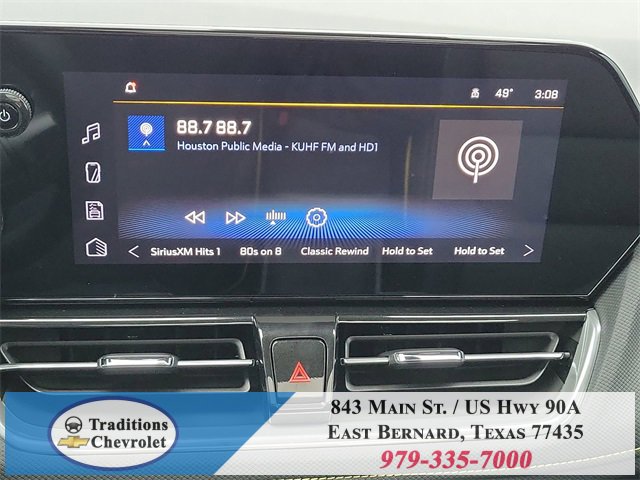 49° 3:08
88.7 88.7
Houston Public Media - KUHF FM and HD1
SiriusXM Hits 1 80s on 8 Classic Rewind Hold to Set Hold to Set
Traditions
Chevrolet
843 Main St. / US Hwy 90A
East Bernard, Texas 77435
979-335-7000